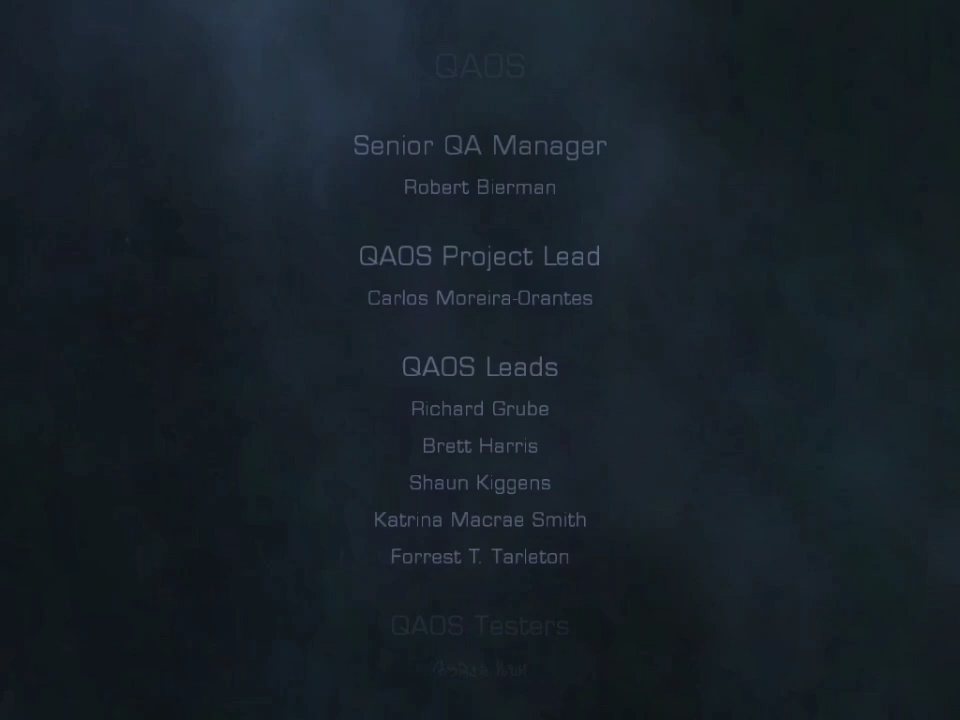 QAOS
Senior QA Manager
Robert Bierman
QAOS Project Lead
Carlos Moreira-Orantes
QAOS Leads
Richard Grube
Brett Harris
Shaun Kiggens
Katrina Macrae Smith
Forrest T. Tarleton
QAOS Testers